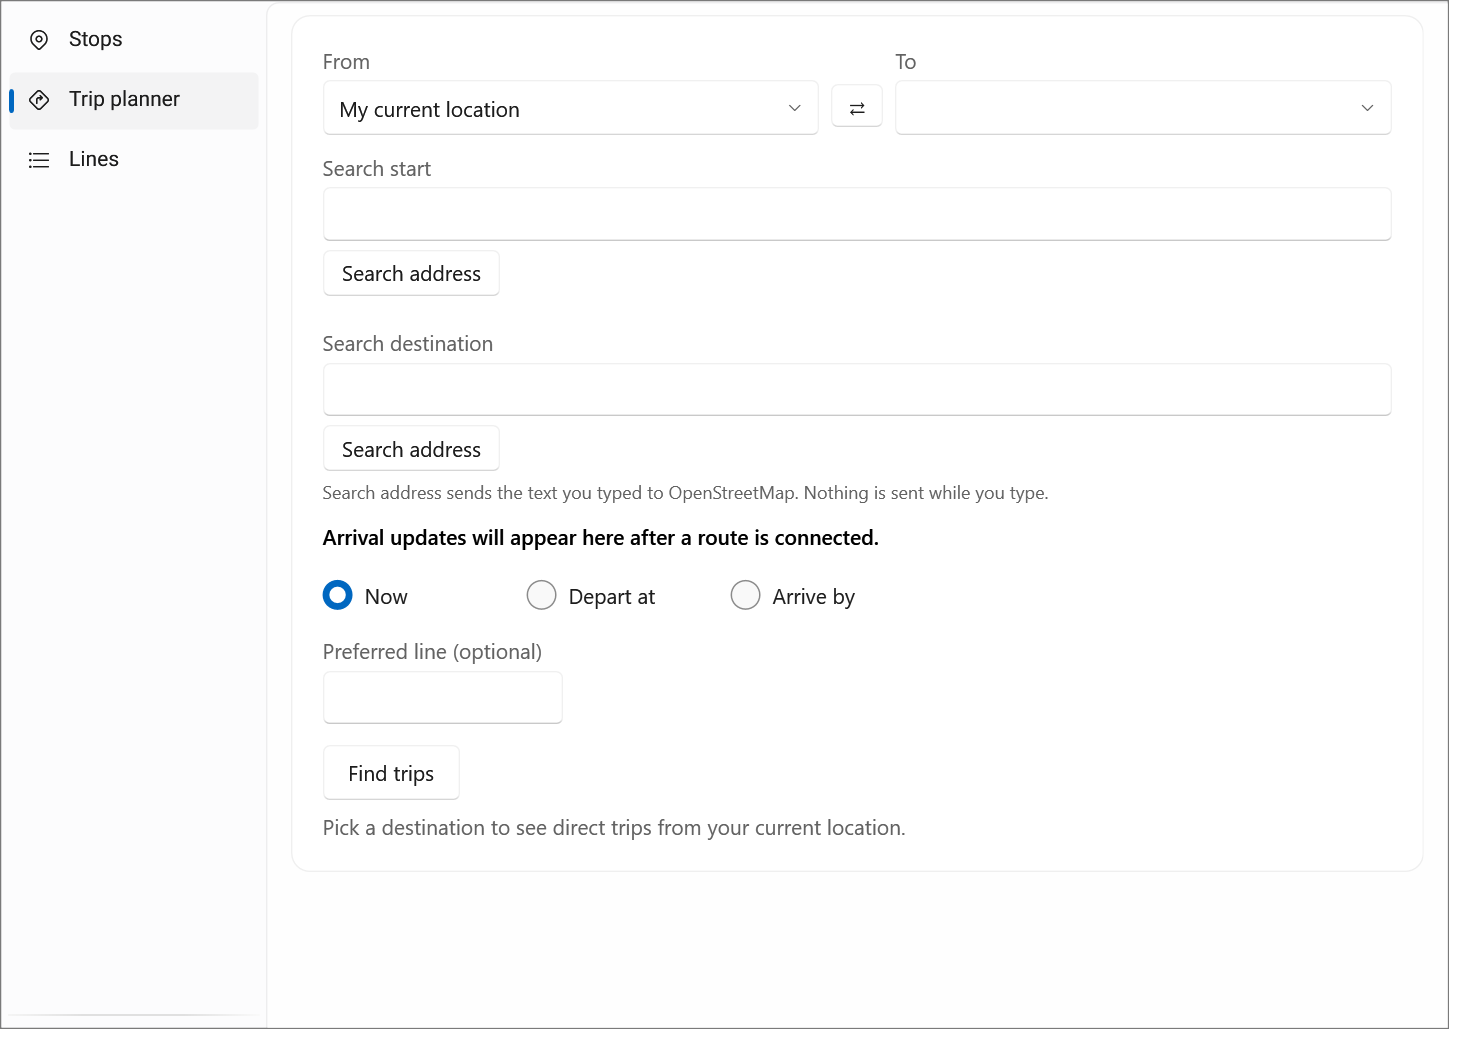 Stops
Trip planner
Lines
From
To
My current location
Search start
Search address
Search destination
Search address
Search address sends the text you typed to OpenStreetMap. Nothing is sent while you type.
Arrival updates will appear here after a route is connected.
Now
Depart at
Arrive by
Preferred line (optional)
Find trips
Pick a destination to see direct trips from your current location.